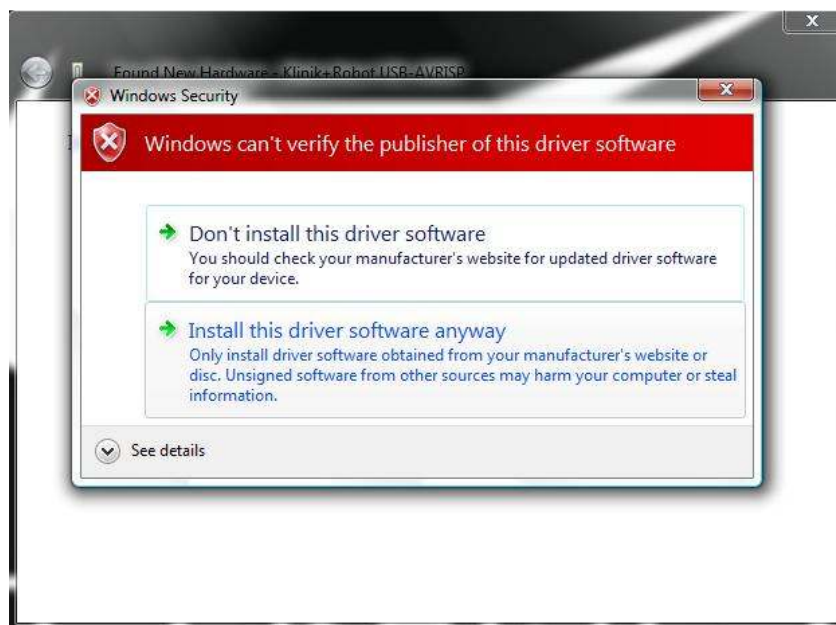 Found New Hardware - Klinik+Robot USB-AVRISP
Windows Security
Windows can't verify the publisher of this driver software
Don't install this driver software
You should check your manufacturer's website for updated driver software
for your device.
Install this driver software anyway
Only install driver software obtained from your manufacturer's website or
disc. Unsigned software from other sources may harm your computer or steal
information.
See details